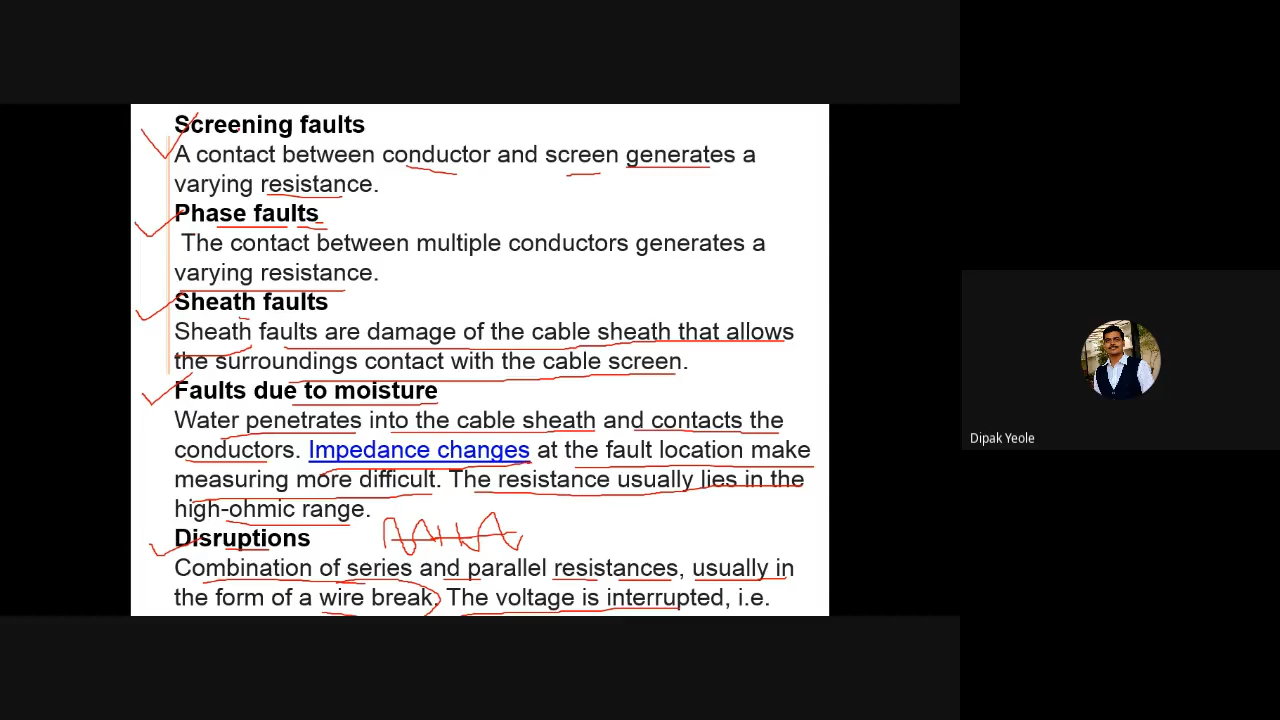 Screening faults
A contact between conductor and screen generates a
varying resistance.
Phase faults
The contact between multiple conductors generates a
varying resistance.
Sheath faults
Sheath faults are damage of the cable sheath that allows
the surroundings contact with the cable screen.
Faults due to moisture
Water penetrates into the cable sheath and contacts the
conductors. Impedance changes at the fault location make
measuring more difficult. The resistance usually lies in the
high-ohmic range.
Disruptions
Combination of series and parallel resistances, usually in
the form of a wire break. The voltage is interrupted, i.e.
Dipak Yeole